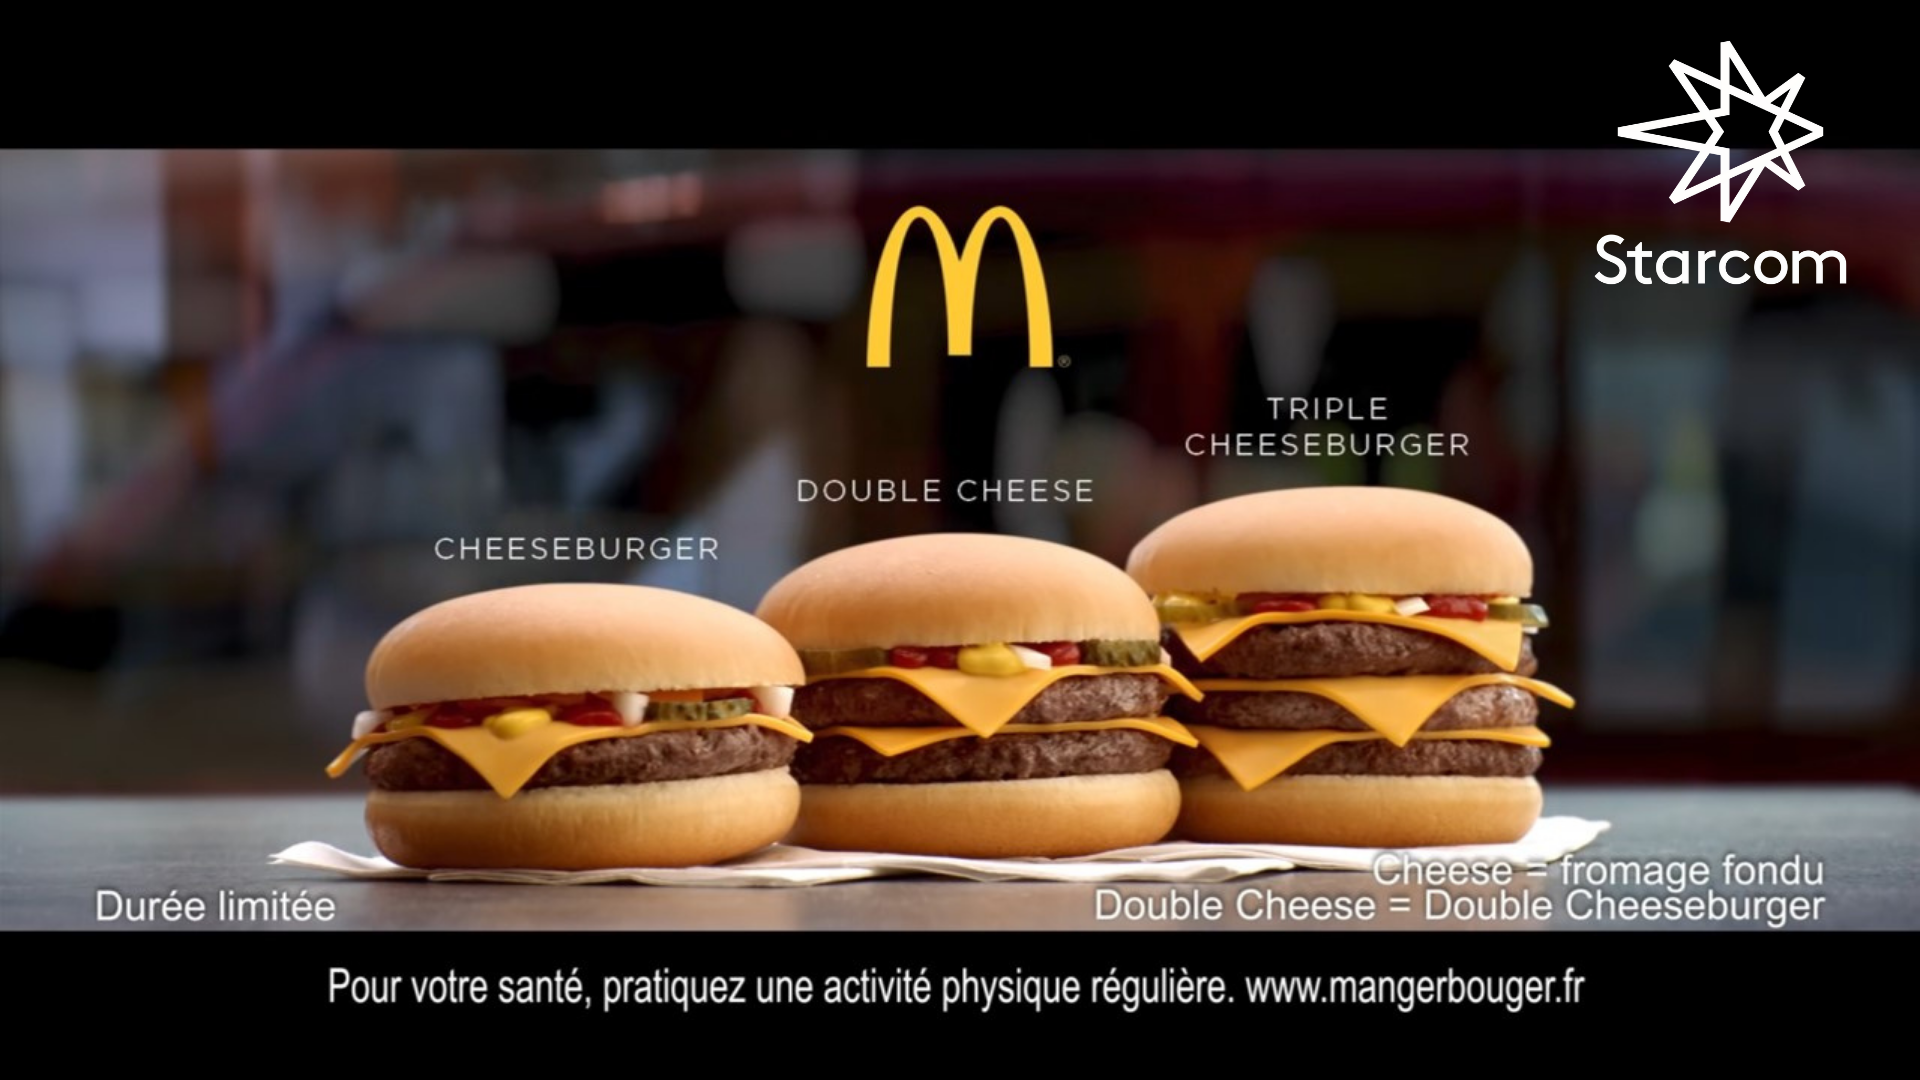 Starcom
TRIPLE
CHEESEBURGER
DOUBLE CHEESE
CHEESEBURGER
Cheese = fromage fondu
Durée limitée
Double Cheese = Double Cheeseburger
Pour votre santé, pratiquez une activité physique régulière. www.mangerbouger.fr